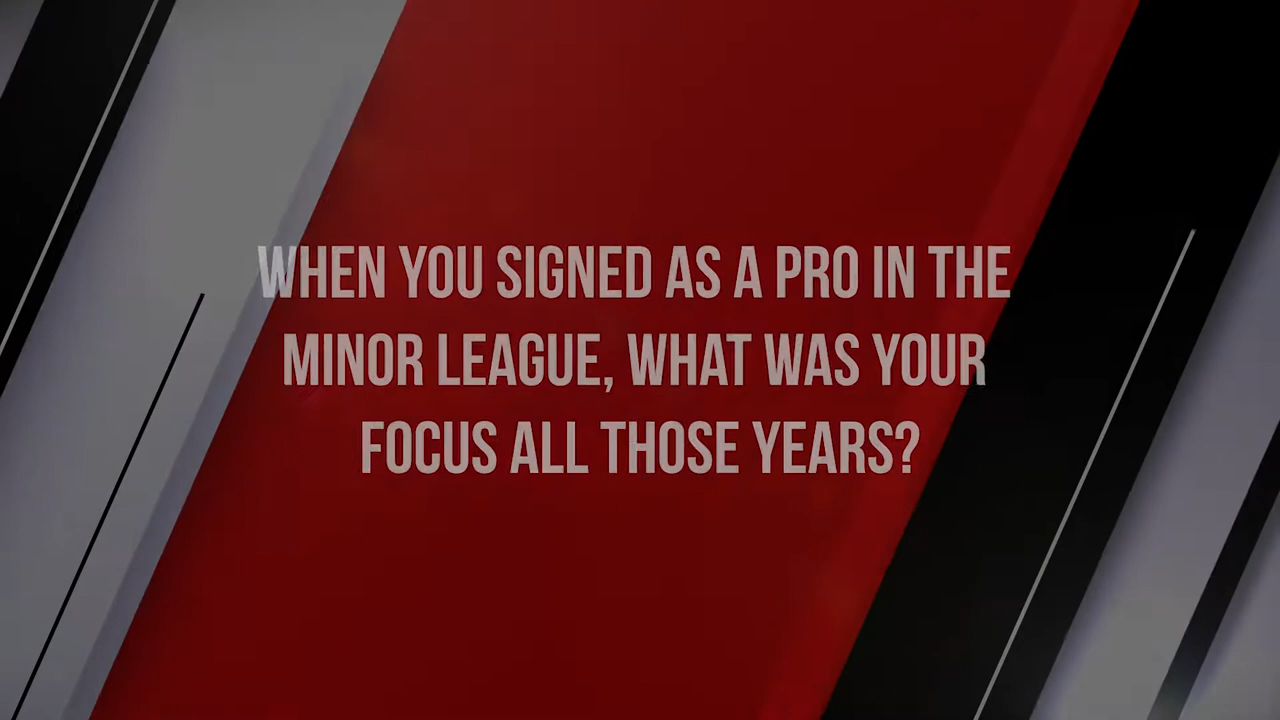 WHEN YOU SIGNED AS A PRO IN THE
MINOR LEAGUE, WHAT WAS YOUR
FOCUS ALL THOSE YEARS?